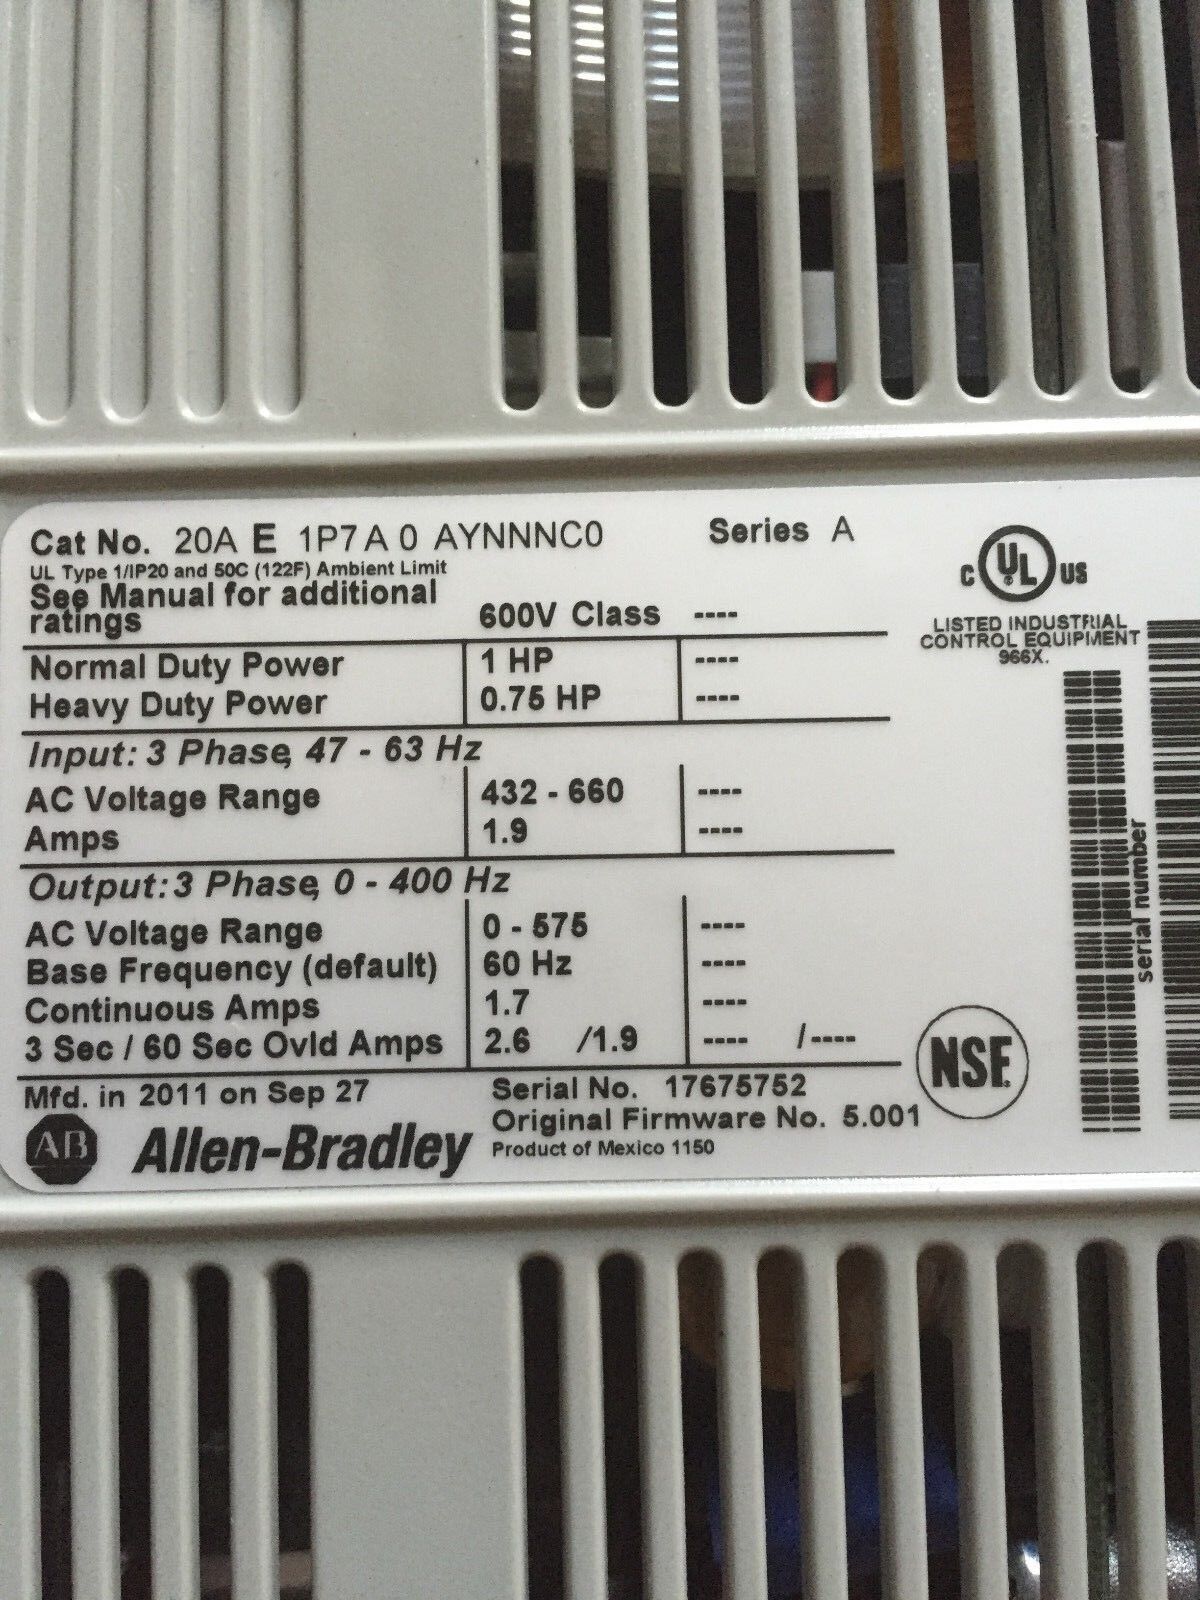 Cat No. 20A E 1P7 A 0 AYNNNC0 Series A
UL Type 1/IP20 and 50C (122F) Ambient Limit
See Manual for additional
ratings 600V Class ----
Normal Duty Power 1 HP ----
Heavy Duty Power 0.75 HP ----
Input: 3 Phase, 47 - 63 Hz
AC Voltage Range 432 - 660 ----
Amps 1.9 ----
Output: 3 Phase, 0 - 400 Hz
AC Voltage Range 0 - 575 ----
Base Frequency (default) 60 Hz ----
Continuous Amps 1.7 ----
3 Sec / 60 Sec Ovld Amps 2.6 /1.9 ---- /----
Mfd. in 2011 on Sep 27 Serial No. 17675752
Original Firmware No. 5.001
AB Allen-Bradley Product of Mexico 1150
C UL US
LISTED INDUSTRIAL
CONTROL EQUIPMENT
966X.
serial number
NSF.